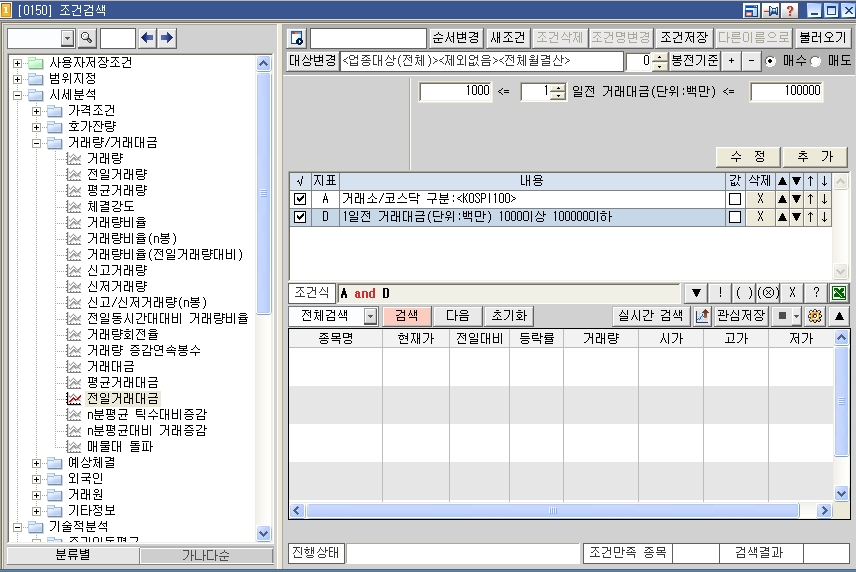 [0150] 조건검색
순서변경 새조건 조건삭제 조건명변경 조건저장 다른이름으로 불러오기
대상변경 <업종대상(전체)><제외없음><전체월결산> 0 봉전기준 + - 매수 매도
사용자저장조건
범위지정
시세분석
가격조건
호가잔량
거래량/거래대금
거래량
전일거래량
평균거래량
체결강도
거래량비율
거래량비율(n봉)
거래량비율(전일거래량대비)
신고거래량
신저거래량
신고/신저거래량(n봉)
전일동시간대대비 거래량비율
거래량회전율
거래량 증감연속봉수
거래대금
평균거래대금
전일거래대금
n분평균 틱수대비증감
n분평균대비 거래증감
매물대 돌파
예상체결
외국인
거래원
기타정보
기술적분석
분류별 가나다순
1000 <= 1 일전 거래대금(단위:백만) <= 100000
수 정 추 가
√ 지표 내용 값 삭제 ▲ ▼ ↑ ↓
A 거래소/코스닥 구분:<KOSPI100> X ▲ ▼ ↑ ↓
D 1일전 거래대금(단위:백만) 1000이상 100000이하 X ▲ ▼ ↑ ↓
조건식 A and D ▼ ! ( ) (ⓧ) X ?
전체검색 검색 다음 초기화 실시간 검색 관심저장 ■ ▲
종목명 현재가 전일대비 등락률 거래량 시가 고가 저가
진행상태 조건만족 종목 검색결과